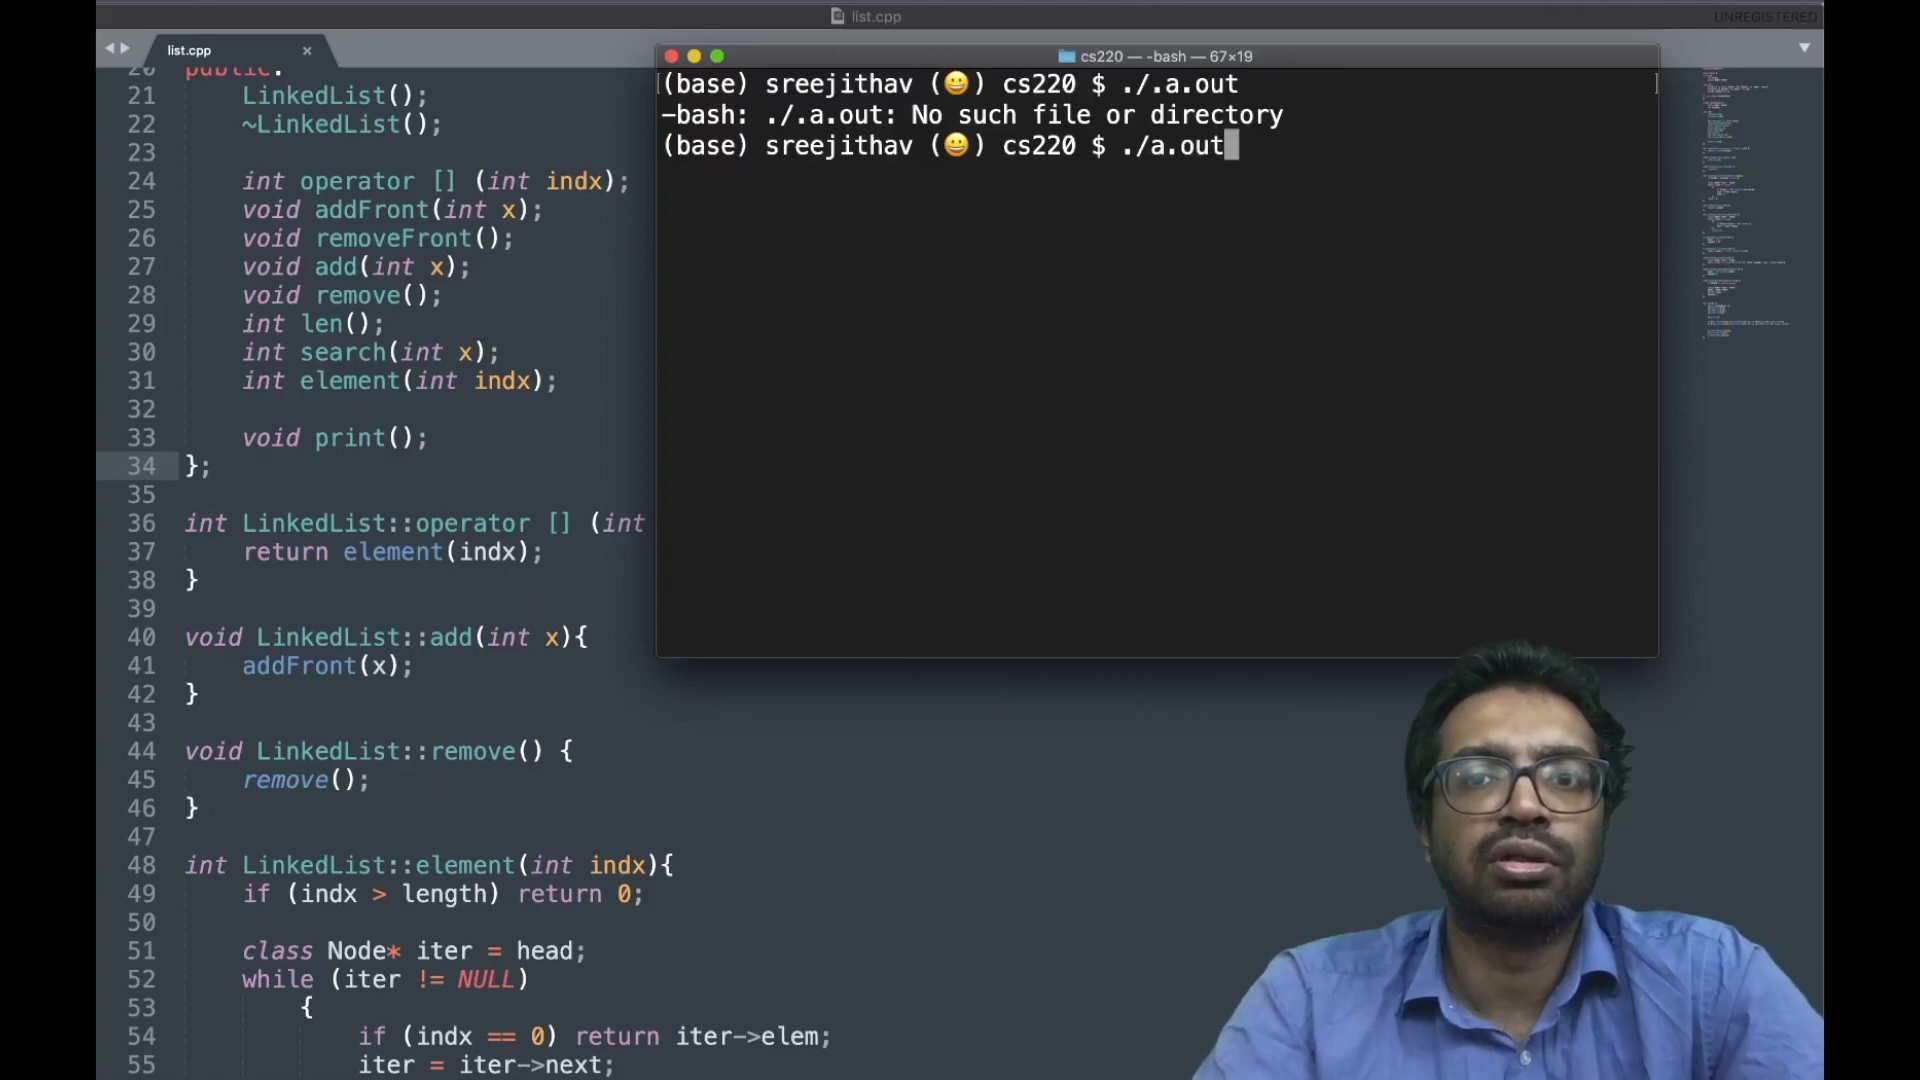 list.cpp
UNREGISTERED
list.cpp ×
20 public:
21 LinkedList();
22 ~LinkedList();
23
24 int operator [] (int indx);
25 void addFront(int x);
26 void removeFront();
27 void add(int x);
28 void remove();
29 int len();
30 int search(int x);
31 int element(int indx);
32
33 void print();
34 };
35
36 int LinkedList::operator [] (int
37 return element(indx);
38 }
39
40 void LinkedList::add(int x){
41 addFront(x);
42 }
43
44 void LinkedList::remove() {
45 remove();
46 }
47
48 int LinkedList::element(int indx){
49 if (indx > length) return 0;
50
51 class Node* iter = head;
52 while (iter != NULL)
53 {
54 if (indx == 0) return iter->elem;
55 iter = iter->next;
cs220 — -bash — 67×19
(base) sreejithav (😀) cs220 $ ./.a.out
-bash: ./.a.out: No such file or directory
(base) sreejithav (😀) cs220 $ ./a.out